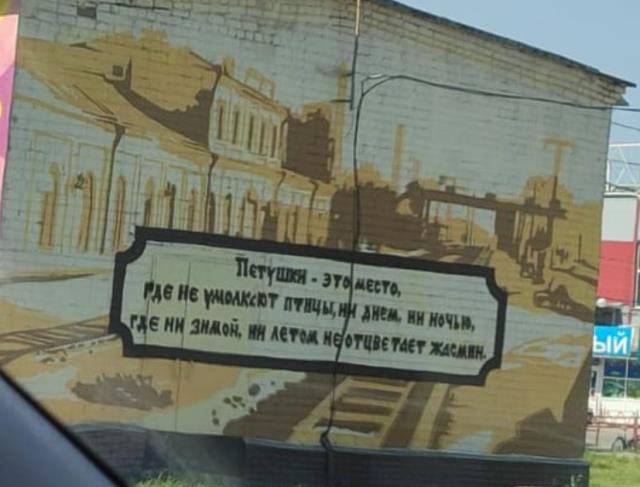 Петушки - это место,
где не умолкают птицы, ни днем, ни ночью,
где ни зимой, ни летом не отцветает жасмин.
ЫЙ